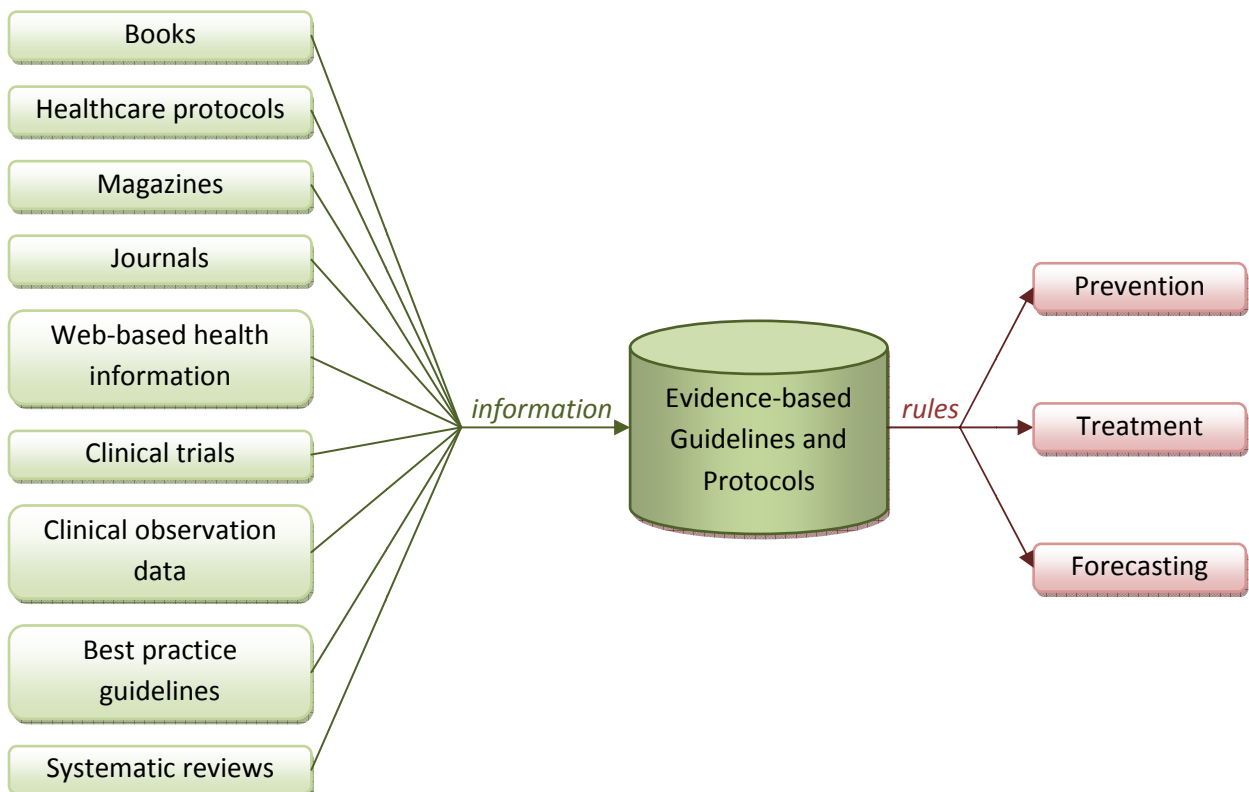 Books
Healthcare protocols
Magazines
Journals
Web-based health
information
Clinical trials
Clinical observation
data
Best practice
guidelines
Systematic reviews
information
Evidence-based
Guidelines and
Protocols
rules
Prevention
Treatment
Forecasting